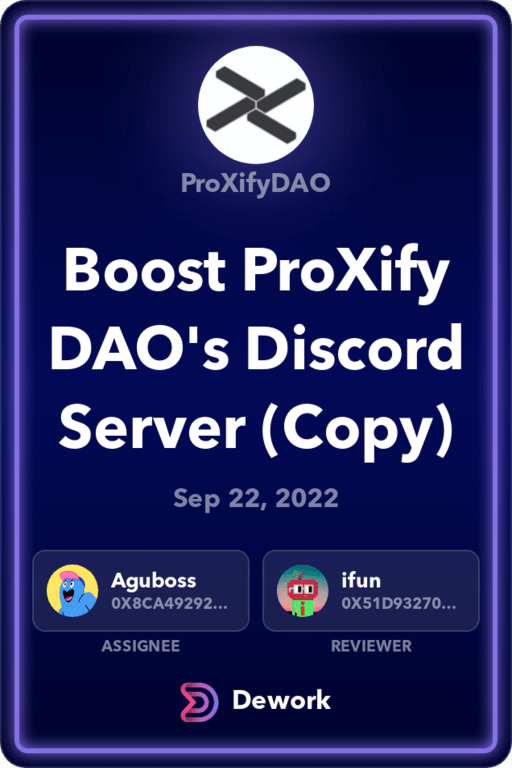 ProXifyDAO
Boost ProXify
DAO's Discord
Server (Copy)
Sep 22, 2022
Aguboss
0X8CA49292...
ifun
0X51D93270...
ASSIGNEE
REVIEWER
Dework